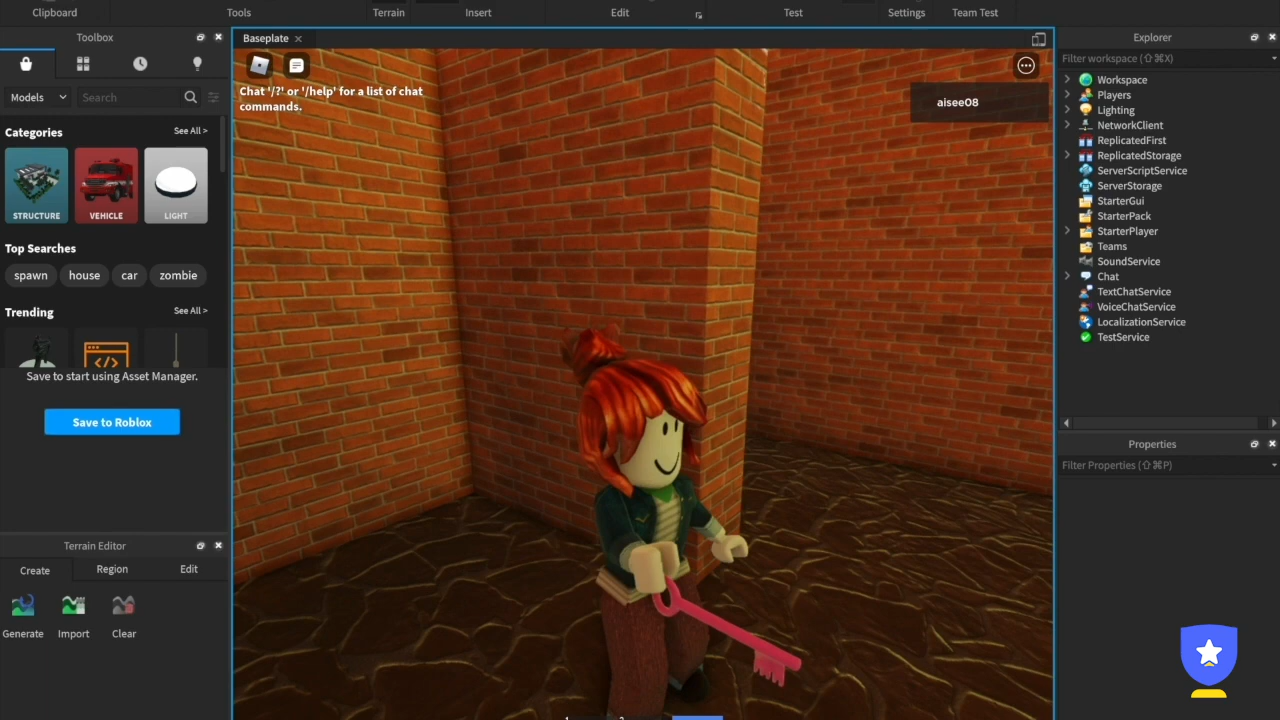 Clipboard
Tools
Terrain
Insert
Edit
Test
Settings
Team Test
Toolbox
Models
Search
Categories
See All >
STRUCTURE
VEHICLE
LIGHT
Top Searches
spawn
house
car
zombie
Trending
See All >
Save to start using Asset Manager.
Save to Roblox
Terrain Editor
Create
Region
Edit
Generate
Import
Clear
Baseplate
Chat '/?' or '/help' for a list of chat
commands.
aisee08
Explorer
Filter workspace (⇧⌘X)
Workspace
Players
Lighting
NetworkClient
ReplicatedFirst
ReplicatedStorage
ServerScriptService
ServerStorage
StarterGui
StarterPack
StarterPlayer
Teams
SoundService
Chat
TextChatService
VoiceChatService
LocalizationService
TestService
Properties
Filter Properties (⇧⌘P)